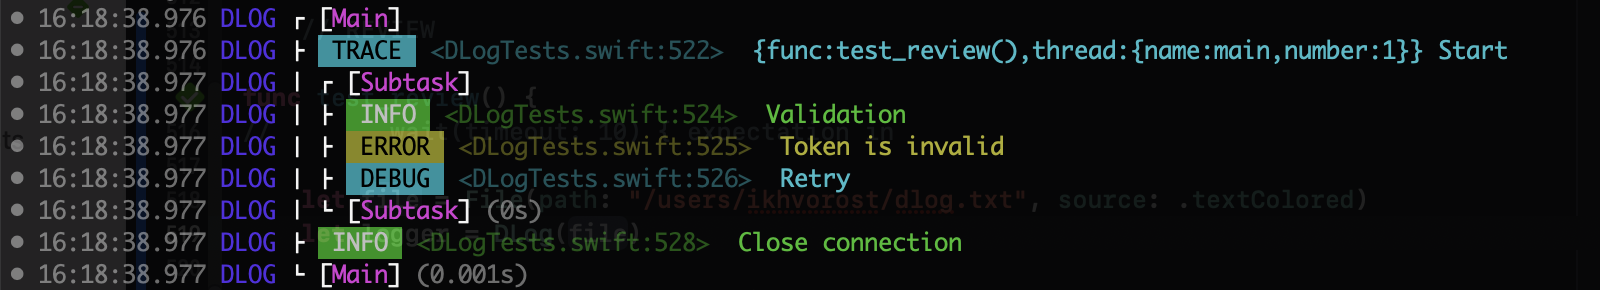 • 16:18:38.976 DLOG ┌ [Main]
• 16:18:38.976 DLOG ├ TRACE <DLogTests.swift:522> {func:test_review(),thread:{name:main,number:1}} Start
• 16:18:38.977 DLOG | ┌ [Subtask]
• 16:18:38.977 DLOG | ├ INFO <DLogTests.swift:524> Validation
• 16:18:38.977 DLOG | ├ ERROR <DLogTests.swift:525> Token is invalid
• 16:18:38.977 DLOG | ├ DEBUG <DLogTests.swift:526> Retry
• 16:18:38.977 DLOG | └ [Subtask] (0s)
• 16:18:38.977 DLOG ├ INFO <DLogTests.swift:528> Close connection
• 16:18:38.977 DLOG └ [Main] (0.001s)